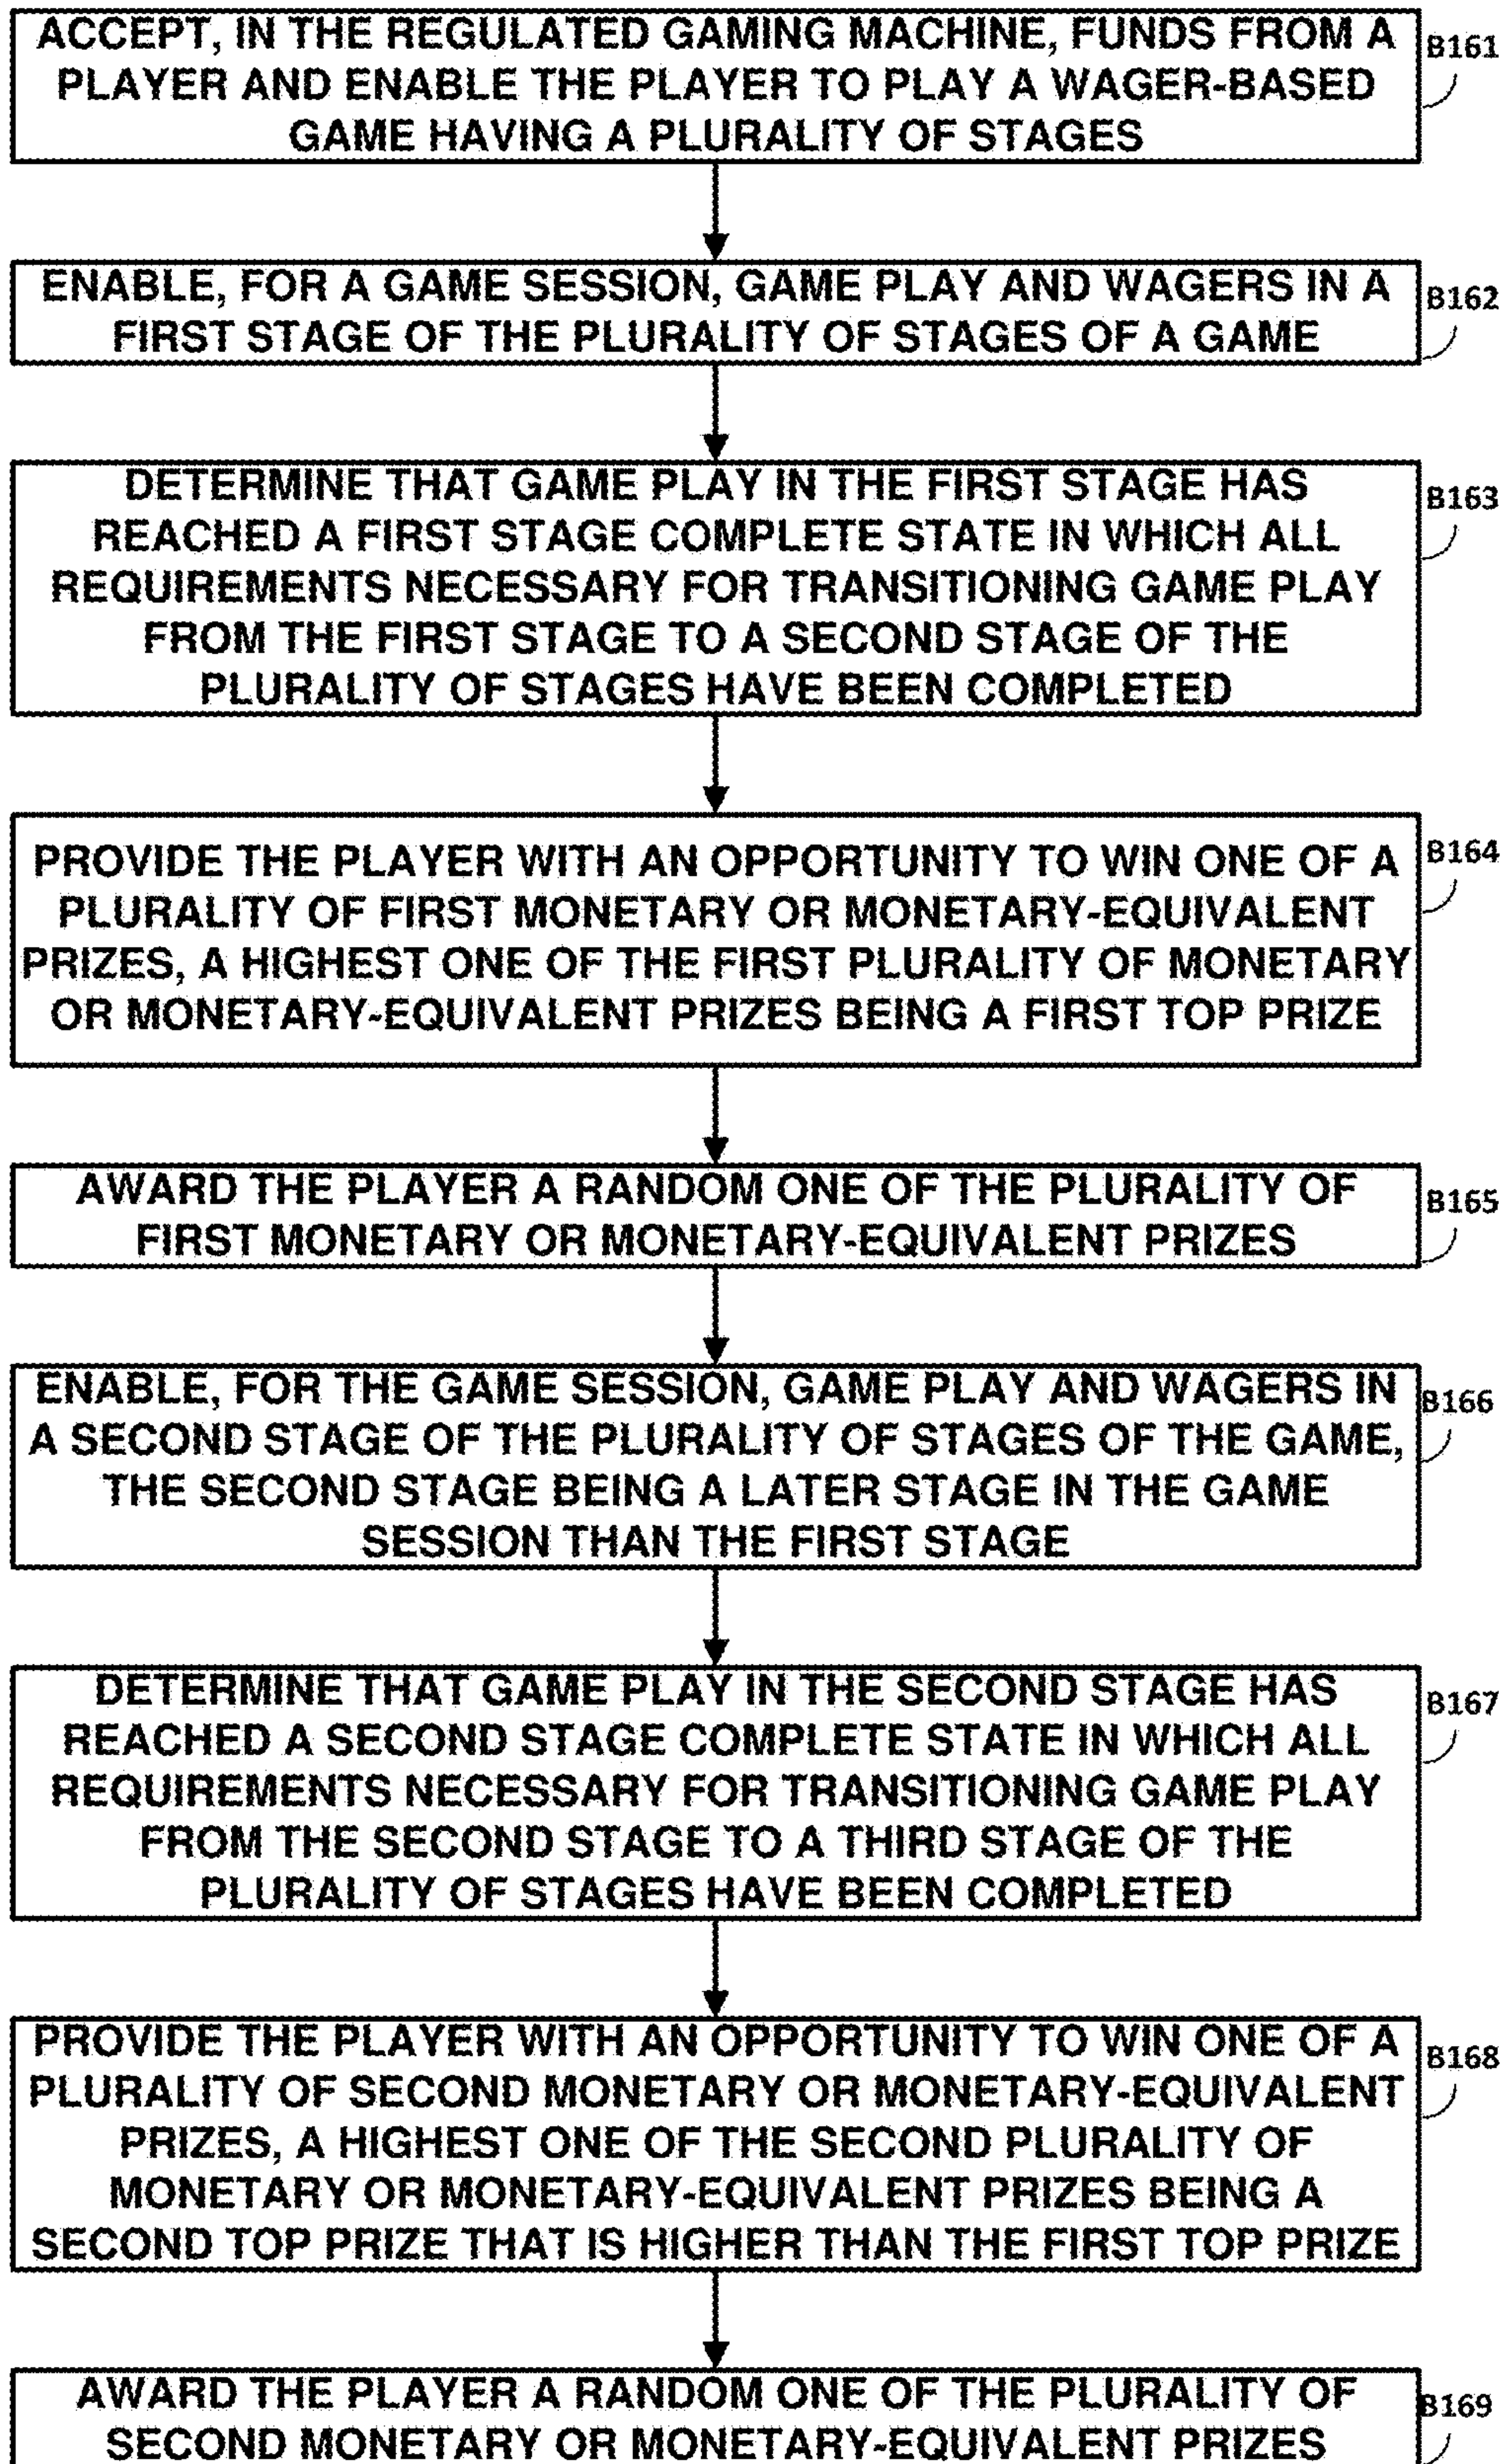 ACCEPT, IN THE REGULATED GAMING MACHINE, FUNDS FROM A
PLAYER AND ENABLE THE PLAYER TO PLAY A WAGER-BASED
GAME HAVING A PLURALITY OF STAGES
B161
ENABLE, FOR A GAME SESSION, GAME PLAY AND WAGERS IN A
FIRST STAGE OF THE PLURALITY OF STAGES OF A GAME
B162
DETERMINE THAT GAME PLAY IN THE FIRST STAGE HAS
REACHED A FIRST STAGE COMPLETE STATE IN WHICH ALL
REQUIREMENTS NECESSARY FOR TRANSITIONING GAME PLAY
FROM THE FIRST STAGE TO A SECOND STAGE OF THE
PLURALITY OF STAGES HAVE BEEN COMPLETED
B163
PROVIDE THE PLAYER WITH AN OPPORTUNITY TO WIN ONE OF A
PLURALITY OF FIRST MONETARY OR MONETARY-EQUIVALENT
PRIZES, A HIGHEST ONE OF THE FIRST PLURALITY OF MONETARY
OR MONETARY-EQUIVALENT PRIZES BEING A FIRST TOP PRIZE
B164
AWARD THE PLAYER A RANDOM ONE OF THE PLURALITY OF
FIRST MONETARY OR MONETARY-EQUIVALENT PRIZES
B165
ENABLE, FOR THE GAME SESSION, GAME PLAY AND WAGERS IN
A SECOND STAGE OF THE PLURALITY OF STAGES OF THE GAME,
THE SECOND STAGE BEING A LATER STAGE IN THE GAME
SESSION THAN THE FIRST STAGE
B166
DETERMINE THAT GAME PLAY IN THE SECOND STAGE HAS
REACHED A SECOND STAGE COMPLETE STATE IN WHICH ALL
REQUIREMENTS NECESSARY FOR TRANSITIONING GAME PLAY
FROM THE SECOND STAGE TO A THIRD STAGE OF THE
PLURALITY OF STAGES HAVE BEEN COMPLETED
B167
PROVIDE THE PLAYER WITH AN OPPORTUNITY TO WIN ONE OF A
PLURALITY OF SECOND MONETARY OR MONETARY-EQUIVALENT
PRIZES, A HIGHEST ONE OF THE SECOND PLURALITY OF
MONETARY OR MONETARY-EQUIVALENT PRIZES BEING A
SECOND TOP PRIZE THAT IS HIGHER THAN THE FIRST TOP PRIZE
B168
AWARD THE PLAYER A RANDOM ONE OF THE PLURALITY OF
SECOND MONETARY OR MONETARY-EQUIVALENT PRIZES
B169